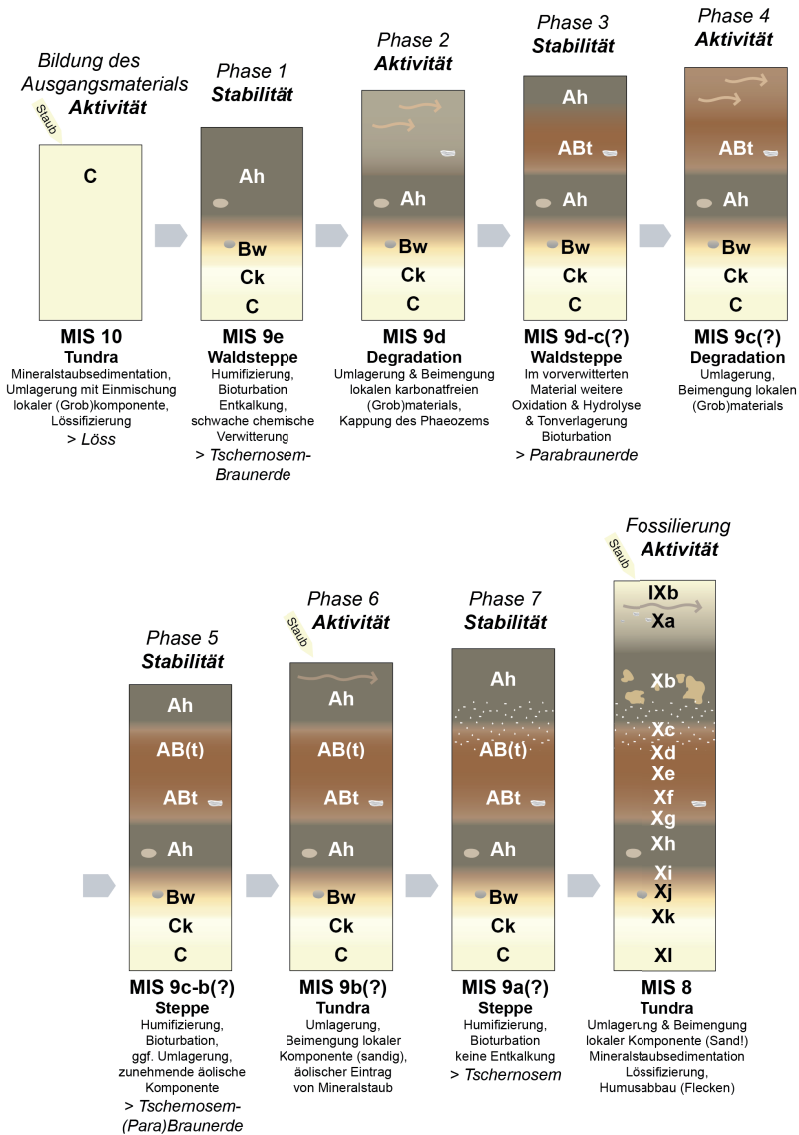 Bildung des
Ausgangsmaterials
Aktivität
Staub
C
MIS 10
Tundra
Mineralstaubsedimentation,
Umlagerung mit Einmischung
lokaler (Grob)komponente,
Lössifizierung
> Löss
Phase 1
Stabilität
Ah
Bw
Ck
C
MIS 9e
Waldsteppe
Humifizierung,
Bioturbation
Entkalkung,
schwache chemische
Verwitterung
> Tschernosem-
Braunerde
Phase 2
Aktivität
Ah
Bw
Ck
C
MIS 9d
Degradation
Umlagerung & Beimengung
lokalen karbonatfreien
(Grob)materials,
Kappung des Phaeozems
Phase 3
Stabilität
Ah
ABt
Ah
Bw
Ck
C
MIS 9d-c(?)
Waldsteppe
Im vorverwitterten
Material weitere
Oxidation & Hydrolyse
& Tonverlagerung
Bioturbation
> Parabraunerde
Phase 4
Aktivität
ABt
Ah
Bw
Ck
C
MIS 9c(?)
Degradation
Umlagerung,
Beimengung lokalen
(Grob)materials
Phase 5
Stabilität
Ah
AB(t)
ABt
Ah
Bw
Ck
C
MIS 9c-b(?)
Steppe
Humifizierung,
Bioturbation,
ggf. Umlagerung,
zunehmende äolische
Komponente
> Tschernosem-
(Para)Braunerde
Phase 6
Aktivität
Staub
Ah
AB(t)
ABt
Ah
Bw
Ck
C
MIS 9b(?)
Tundra
Umlagerung,
Beimengung lokaler
Komponente (sandig),
äolischer Eintrag
von Mineralstaub
Phase 7
Stabilität
Ah
AB(t)
ABt
Ah
Bw
Ck
C
MIS 9a(?)
Steppe
Humifizierung,
Bioturbation
keine Entkalkung
> Tschernosem
Fossilierung
Aktivität
Staub
IXb
Xa
Xb
Xc
Xd
Xe
Xf
Xg
Xh
Xi
Xj
Xk
Xl
MIS 8
Tundra
Umlagerung & Beimengung
lokaler Komponente (Sand!)
Mineralstaubsedimentation
Lössifizierung,
Humusabbau (Flecken)